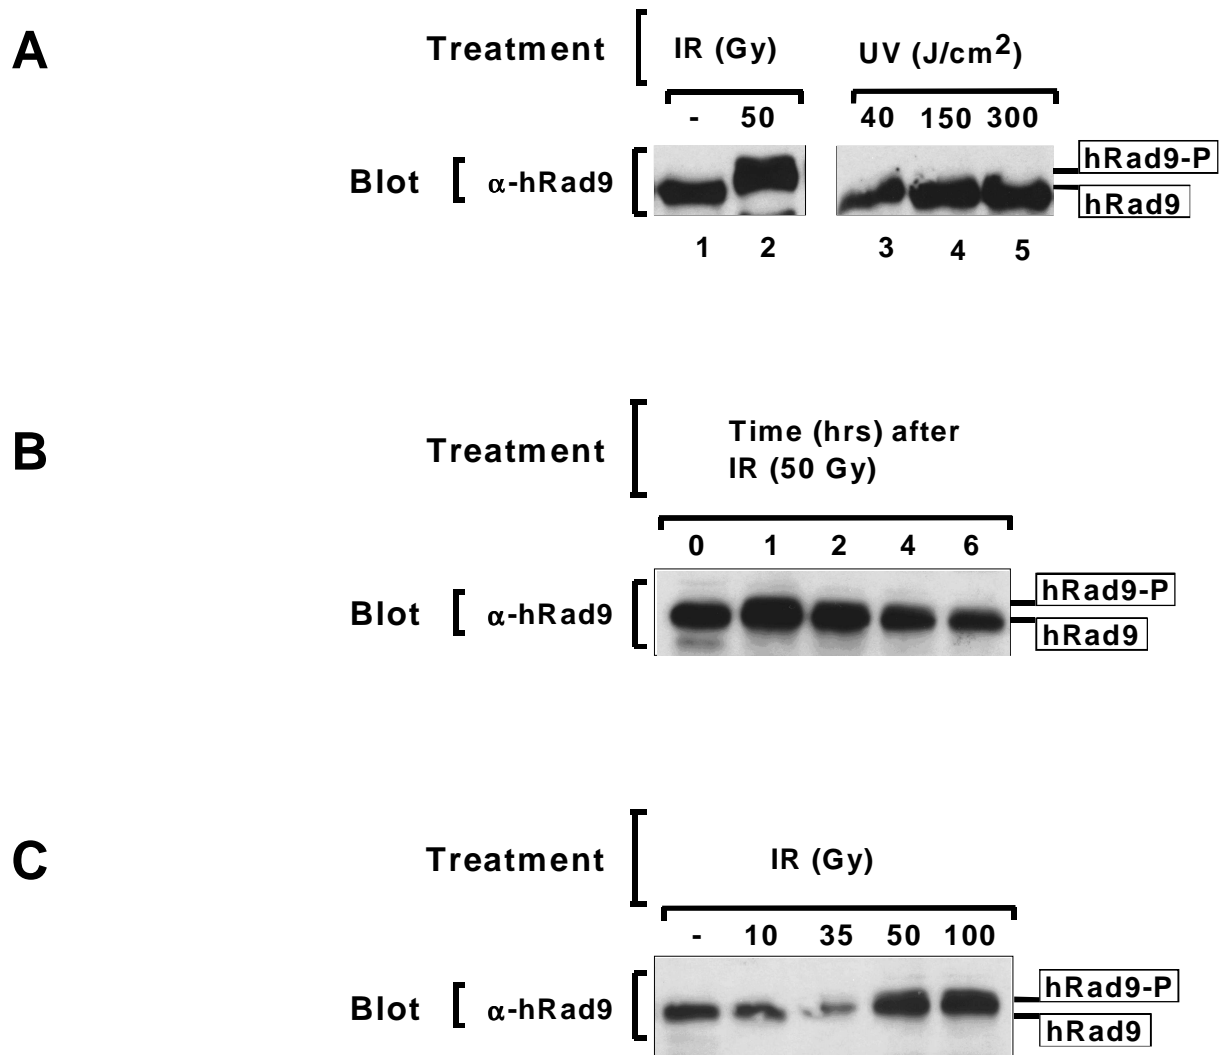 A
Treatment
IR (Gy)
UV (J/cm2)
- 50
40 150 300
Blot
α-hRad9
hRad9-P
hRad9
1 2 3 4 5
B
Treatment
Time (hrs) after
IR (50 Gy)
0 1 2 4 6
Blot
α-hRad9
hRad9-P
hRad9
C
Treatment
IR (Gy)
- 10 35 50 100
Blot
α-hRad9
hRad9-P
hRad9